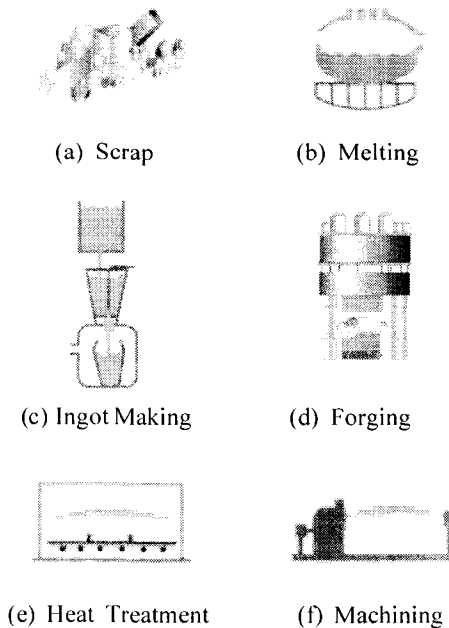 (a) Scrap
(b) Melting
(c) Ingot Making
(d) Forging
(e) Heat Treatment
(f) Machining